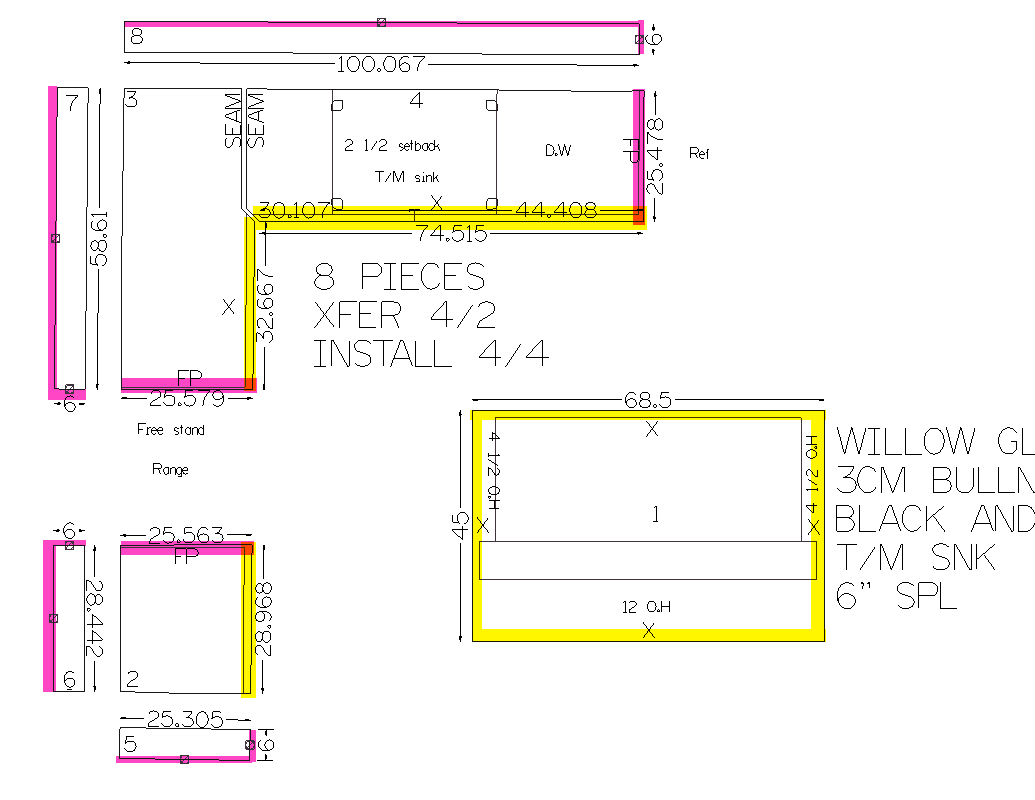 8
6
100.067
7
3
SEAM
SEAM
4
2 1/2 setback
T/M sink
D.W
FP
25.478
Ref
X
30.107
44.408
74.515
58.61
X
32.667
8 PIECES
XFER 4/2
INSTALL 4/4
FP
25.579
6
Free stand
Range
68.5
X
4 1/2 O.H
4 1/2 O.H
45
X
X
1
12 O.H
X
WILLOW GL
3CM BULLN
BLACK AND
T/M SNK
6" SPL
6
25.563
FP
28.442
28.968
6
2
25.305
5
6